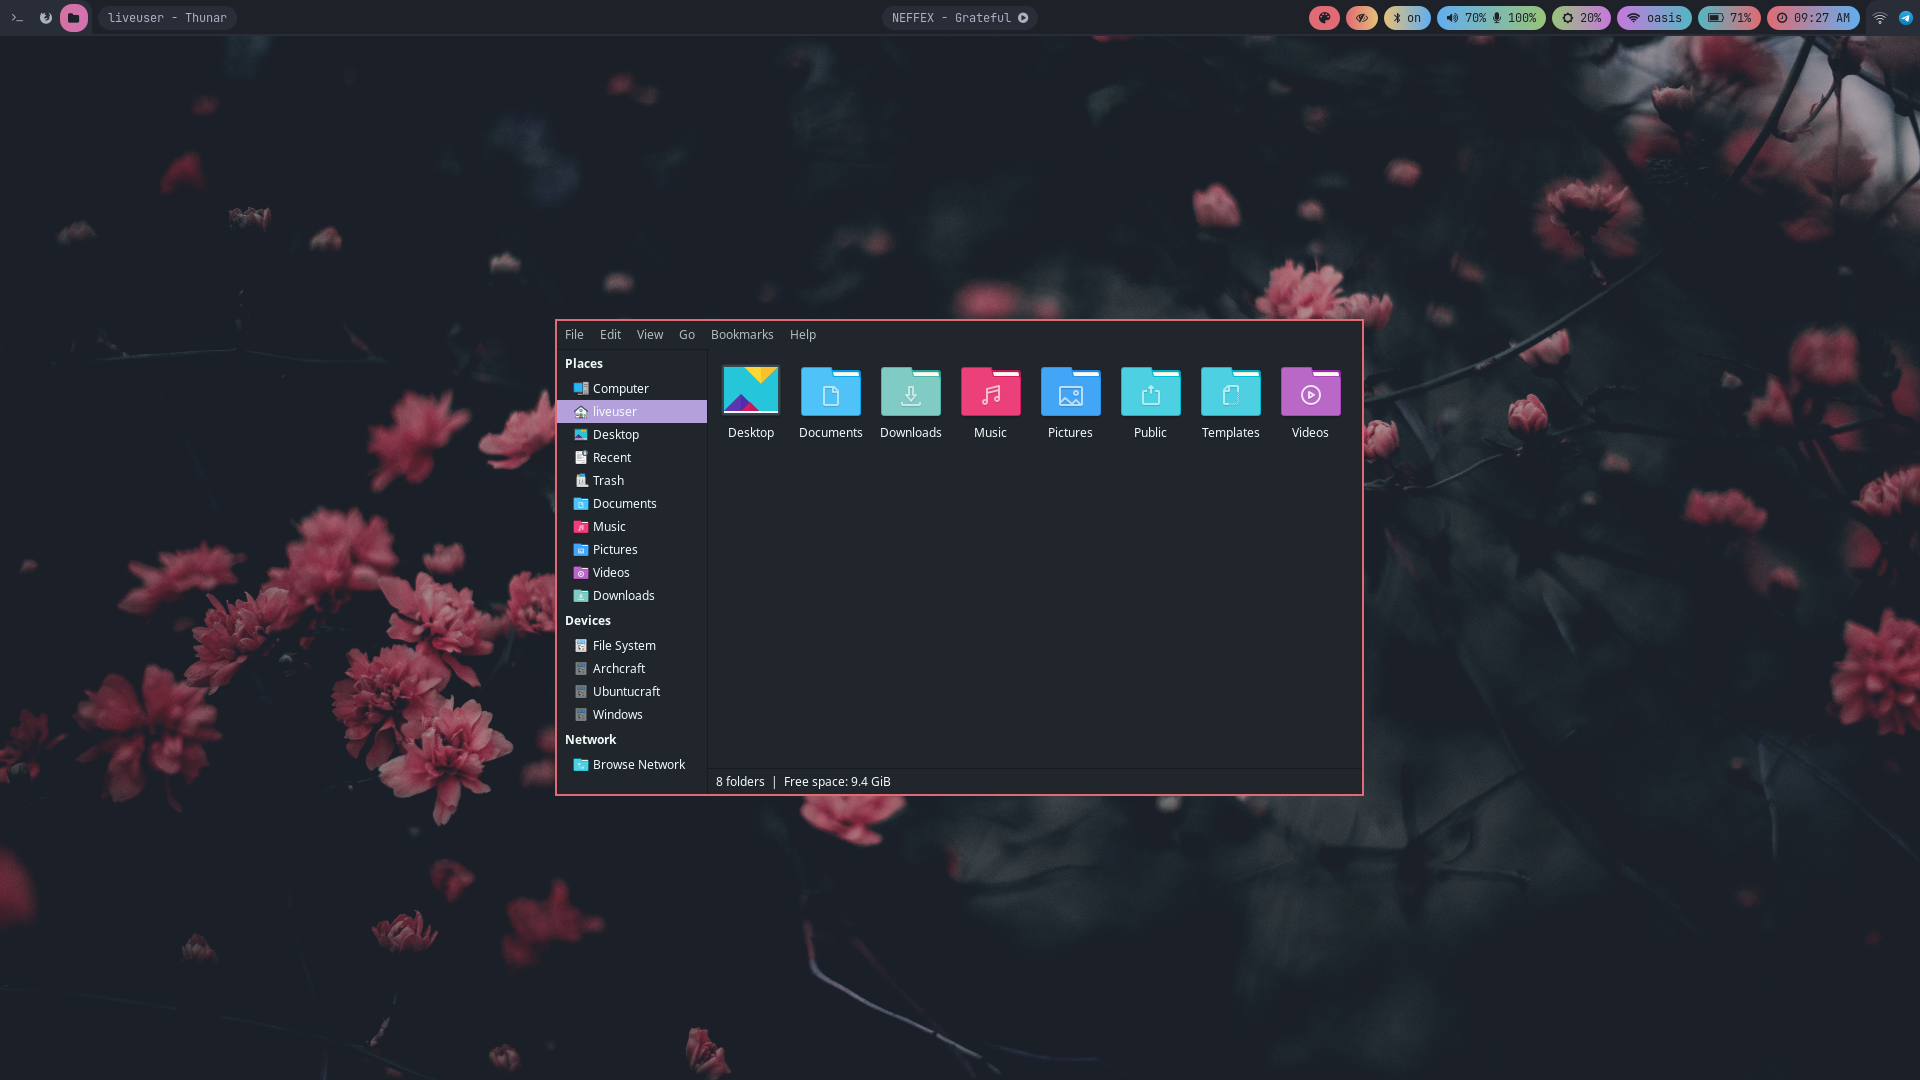 liveuser - Thunar
NEFFEX - Grateful
on
70% 100%
20%
oasis
71%
09:27 AM
File Edit View Go Bookmarks Help
Places
Computer
liveuser
Desktop
Recent
Trash
Documents
Music
Pictures
Videos
Downloads
Devices
File System
Archcraft
Ubuntucraft
Windows
Network
Browse Network
Desktop Documents Downloads Music Pictures Public Templates Videos
8 folders | Free space: 9.4 GiB